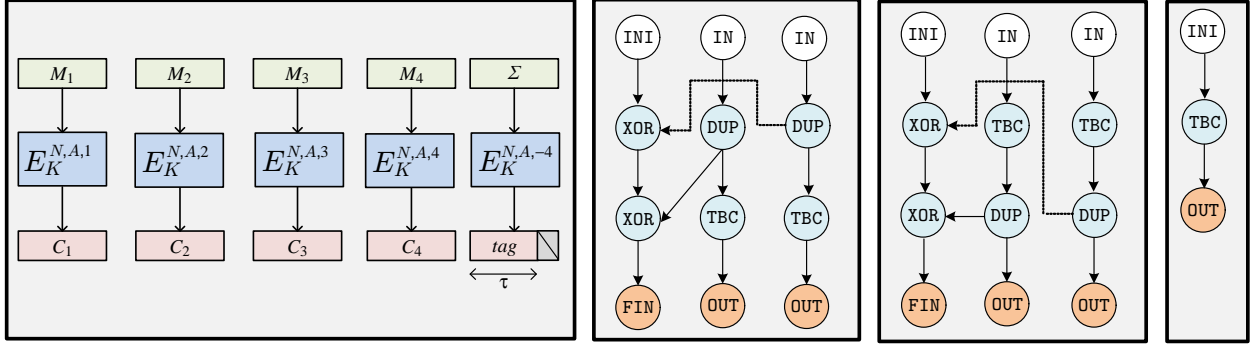 M₁ M₂ M₃ M₄ Σ
E_K^{N,A,1} E_K^{N,A,2} E_K^{N,A,3} E_K^{N,A,4} E_K^{N,A,−4}
C₁ C₂ C₃ C₄ tag
τ
INI IN IN
XOR DUP DUP
XOR TBC TBC
FIN OUT OUT
INI IN IN
XOR TBC TBC
XOR DUP DUP
FIN OUT OUT
INI
TBC
OUT